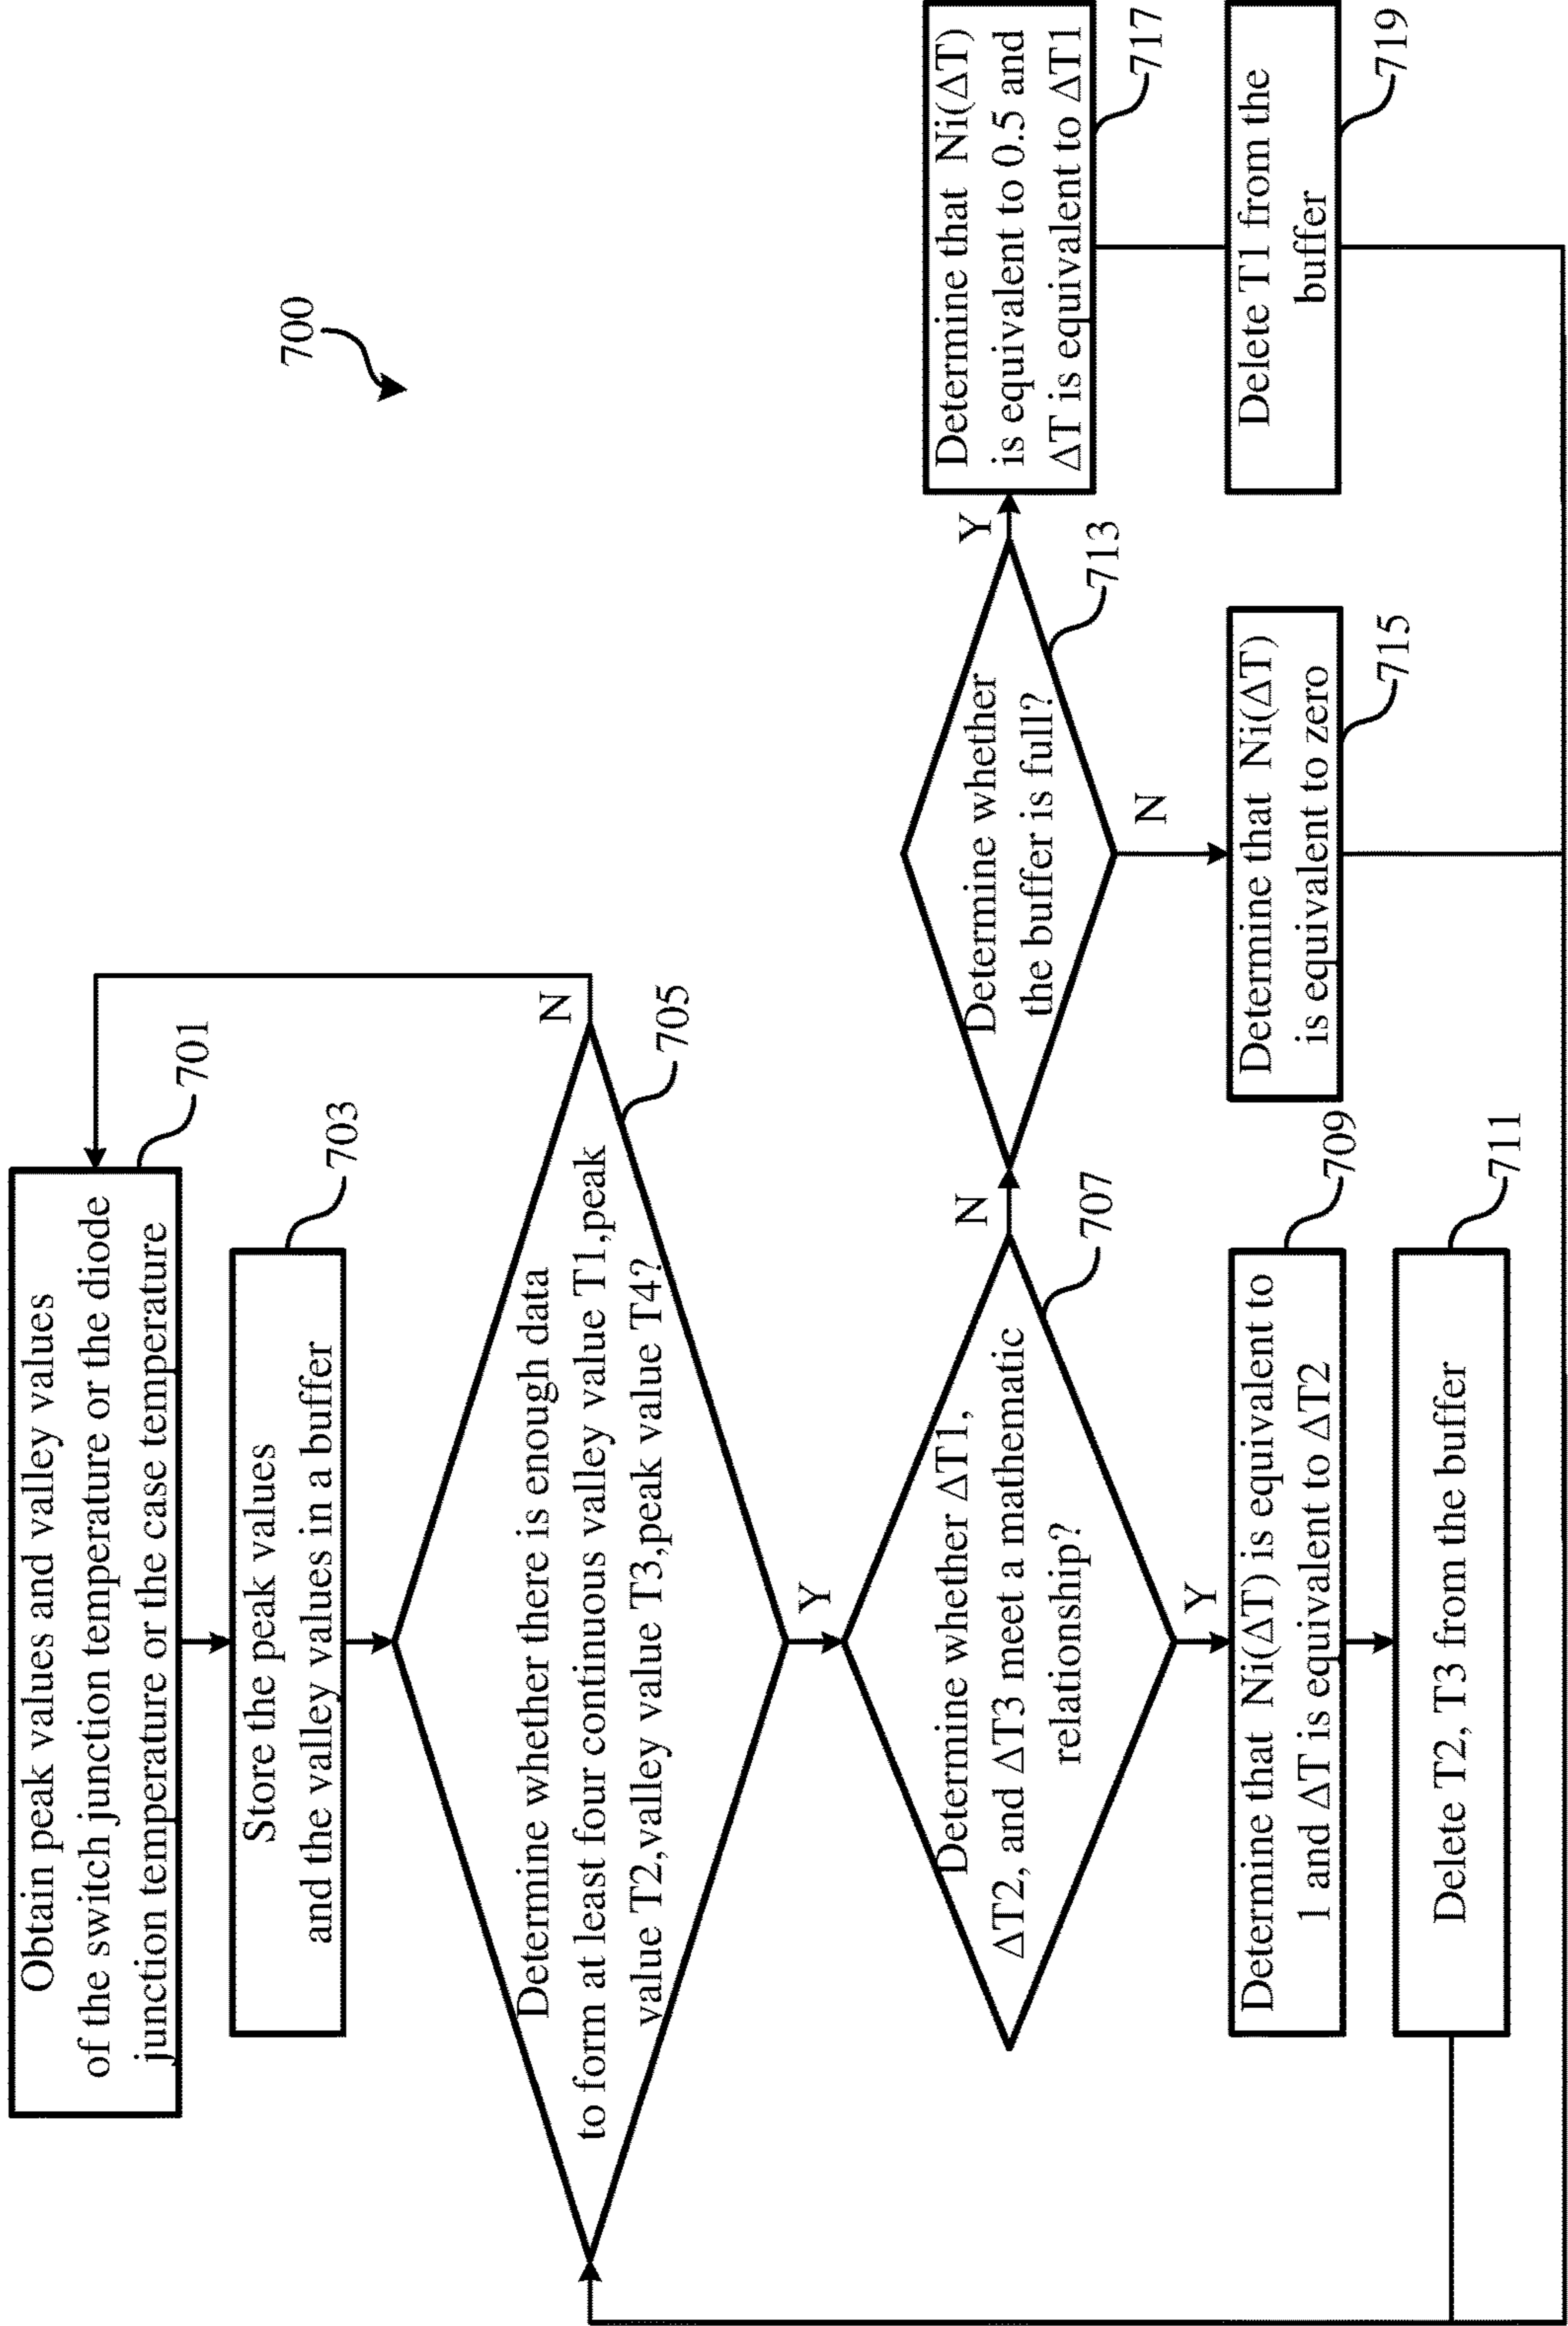 700
Obtain peak values and valley values
of the switch junction temperature or the diode
junction temperature or the case temperature
701
Store the peak values
and the valley values in a buffer
703
Determine whether there is enough data
to form at least four continuous valley value T1,peak
value T2,valley value T3,peak value T4?
N
705
Y
Determine whether ΔT1,
ΔT2, and ΔT3 meet a mathematic
relationship?
N
707
Y
Determine that Ni(ΔT) is equivalent to
1 and ΔT is equivalent to ΔT2
709
Delete T2, T3 from the buffer
711
Determine whether
the buffer is full?
Y
713
N
Determine that Ni(ΔT)
is equivalent to zero
715
Determine that Ni(ΔT)
is equivalent to 0.5 and
ΔT is equivalent to ΔT1
717
Delete T1 from the
buffer
719